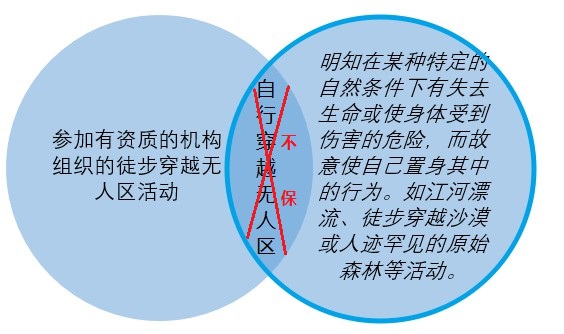 参加有资质的机构
组织的徒步穿越无
人区活动
自
行
穿
越
无
人
区
不
保
明知在某种特定的
自然条件下有失去
生命或使身体受到
伤害的危险，而故
意使自己置身其中
的行为。如江河漂
流、徒步穿越沙漠
或人迹罕见的原始
森林等活动。